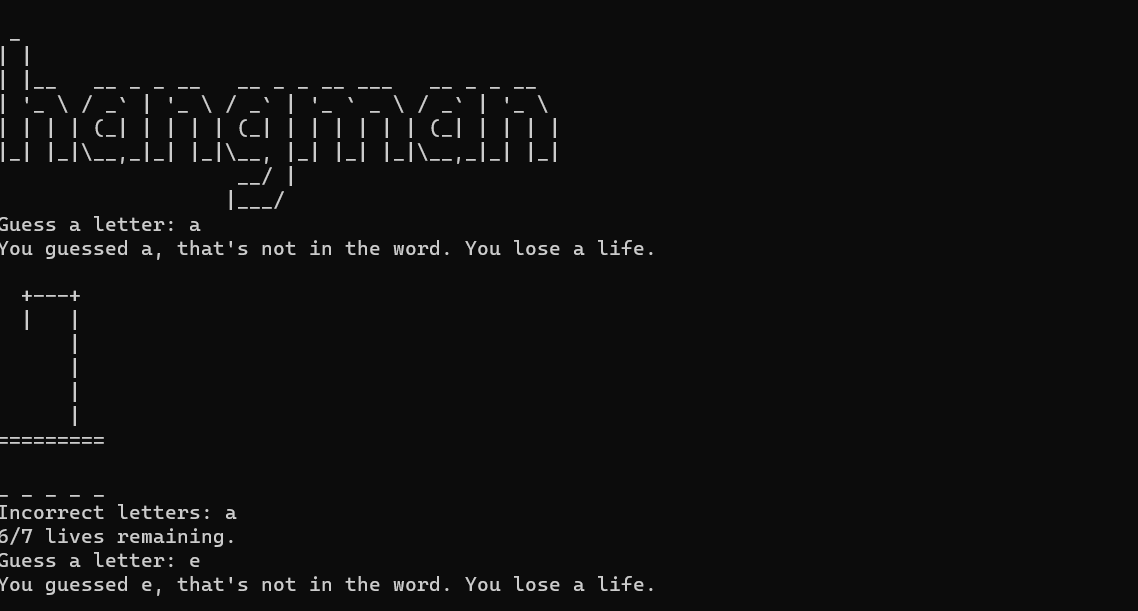 hangman
Guess a letter: a
You guessed a, that's not in the word. You lose a life.
+---+
|   |
|
|
|
|
=========
_ _ _ _ _
Incorrect letters: a
6/7 lives remaining.
Guess a letter: e
You guessed e, that's not in the word. You lose a life.